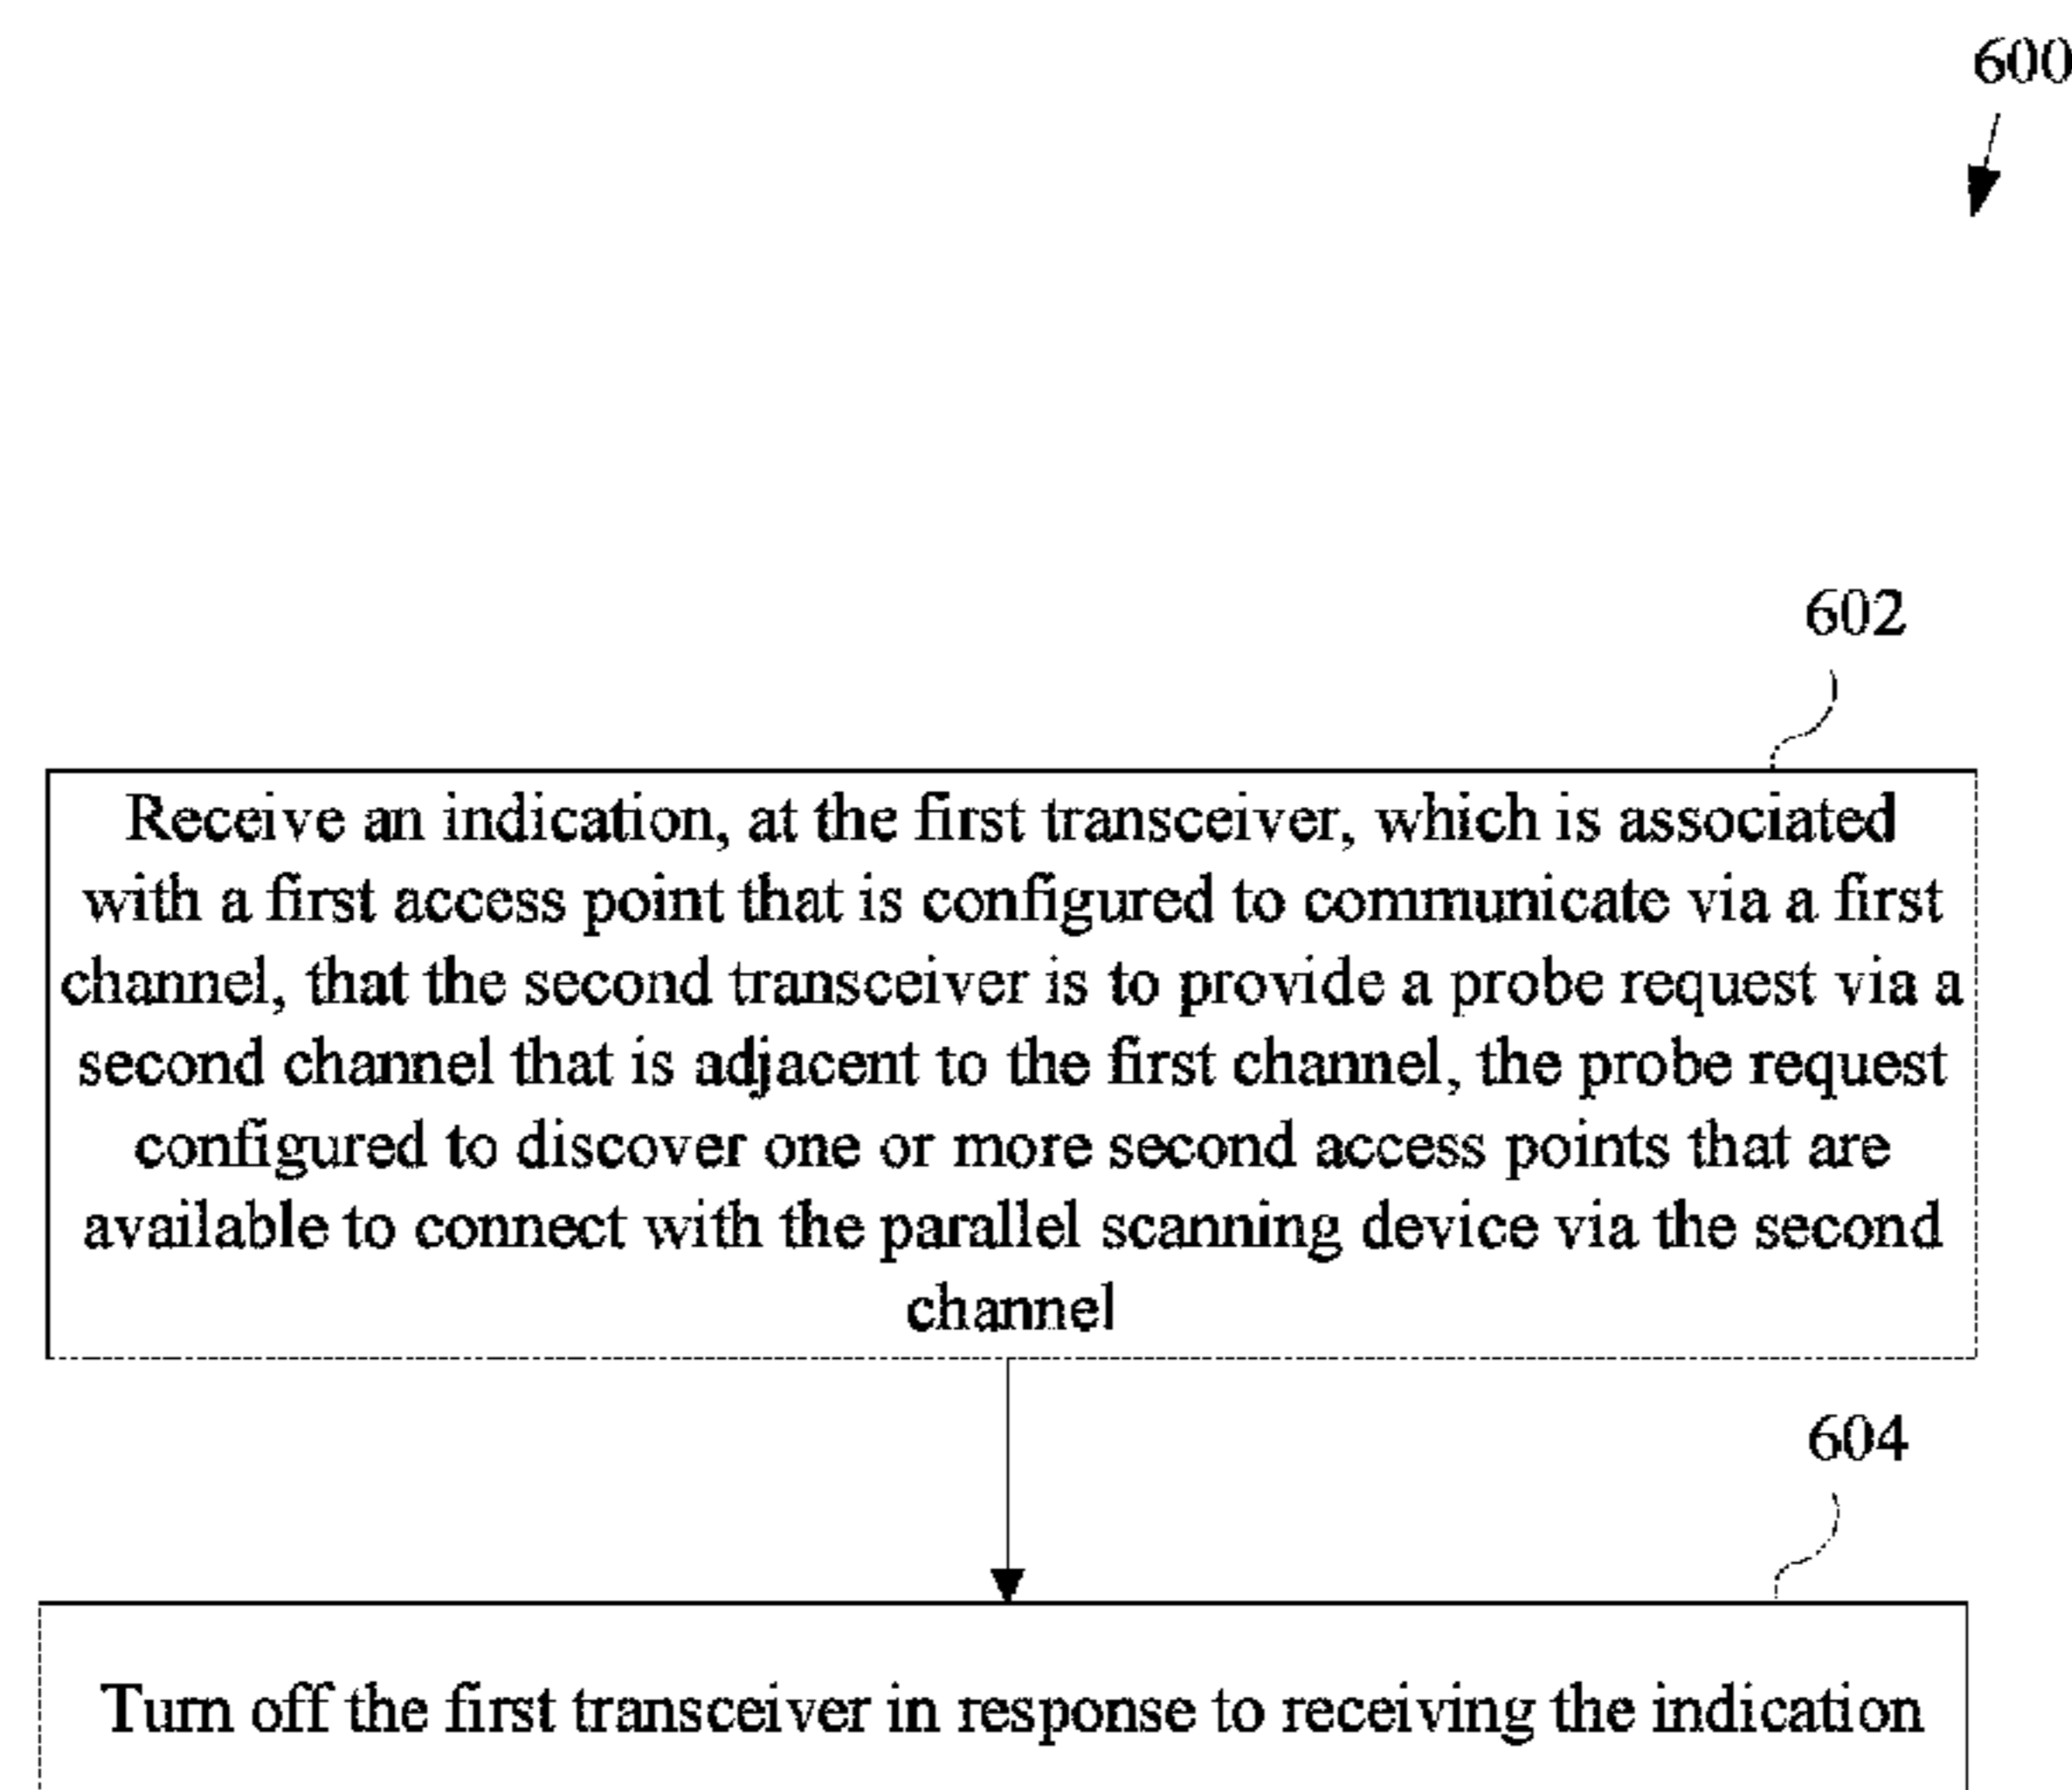 600
602
Receive an indication, at the first transceiver, which is associated
with a first access point that is configured to communicate via a first
channel, that the second transceiver is to provide a probe request via a
second channel that is adjacent to the first channel, the probe request
configured to discover one or more second access points that are
available to connect with the parallel scanning device via the second
channel
604
Turn off the first transceiver in response to receiving the indication